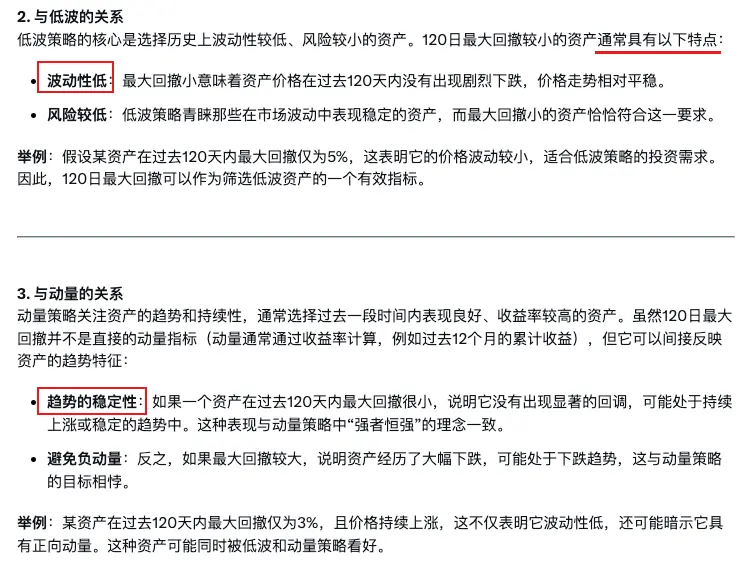 2. 与低波的关系
低波策略的核心是选择历史上波动性较低、风险较小的资产。120日最大回撤较小的资产通常具有以下特点：
• 波动性低：最大回撤小意味着资产价格在过去120天内没有出现剧烈下跌，价格走势相对平稳。
• 风险较低：低波策略青睐那些在市场波动中表现稳定的资产，而最大回撤小的资产恰恰符合这一要求。
举例：假设某资产在过去120天内最大回撤仅为5%，这表明它的价格波动较小，适合低波策略的投资需求。
因此，120日最大回撤可以作为筛选低波资产的一个有效指标。
3. 与动量的关系
动量策略关注资产的趋势和持续性，通常选择过去一段时间内表现良好、收益率较高的资产。虽然120日最大
回撤并不是直接的动量指标（动量通常通过收益率计算，例如过去12个月的累计收益），但它可以间接反映
资产的趋势特征：
• 趋势的稳定性：如果一个资产在过去120天内最大回撤很小，说明它没有出现显著的回调，可能处于持续
上涨或稳定的趋势中。这种表现与动量策略中“强者恒强”的理念一致。
• 避免负动量：反之，如果最大回撤较大，说明资产经历了大幅下跌，可能处于下跌趋势，这与动量策略
的目标相悖。
举例：某资产在过去120天内最大回撤仅为3%，且价格持续上涨，这不仅表明它波动性低，还可能暗示它具
有正向动量。这种资产可能同时被低波和动量策略看好。